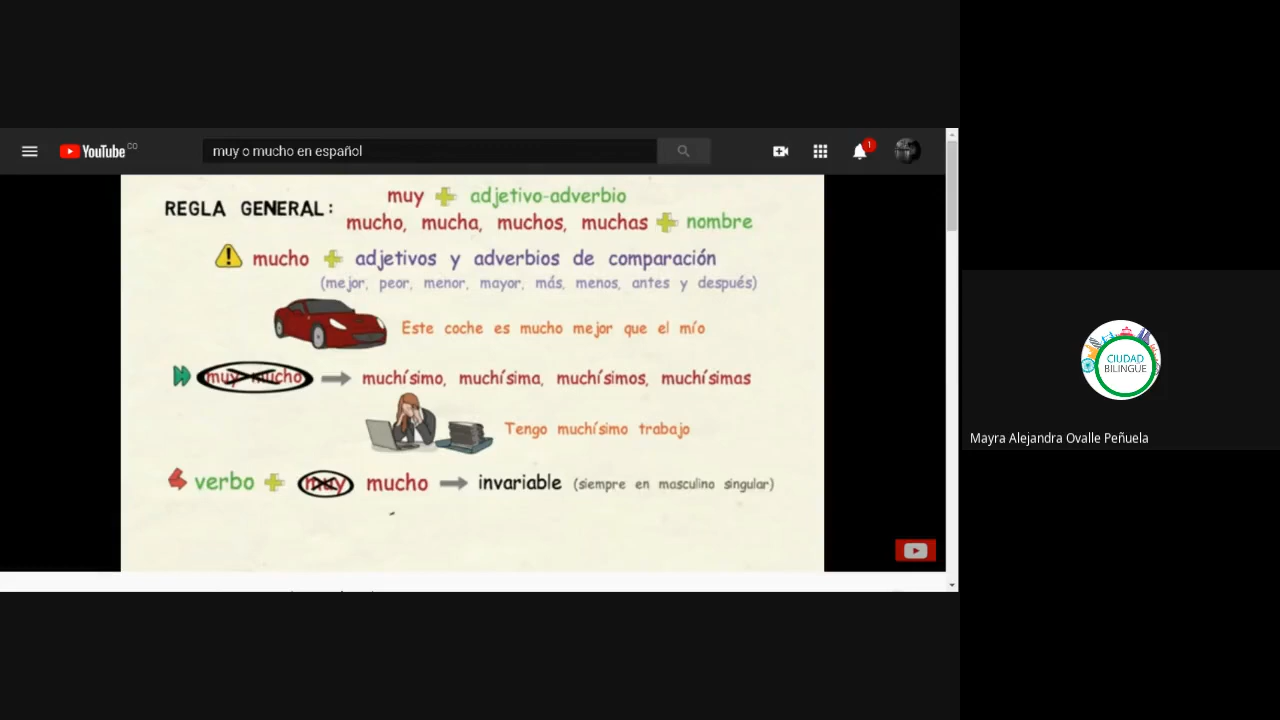 YouTube CO
muy o mucho en español
1
REGLA GENERAL:
muy + adjetivo-adverbio
mucho, mucha, muchos, muchas + nombre
! mucho + adjetivos y adverbios de comparación
(mejor, peor, menor, mayor, más, menos, antes y después)
Este coche es mucho mejor que el mío
muy mucho → muchísimo, muchísima, muchísimos, muchísimas
Tengo muchísimo trabajo
verbo + muy mucho → invariable (siempre en masculino singular)
CIUDAD
BILINGÜE
Mayra Alejandra Ovalle Peñuela